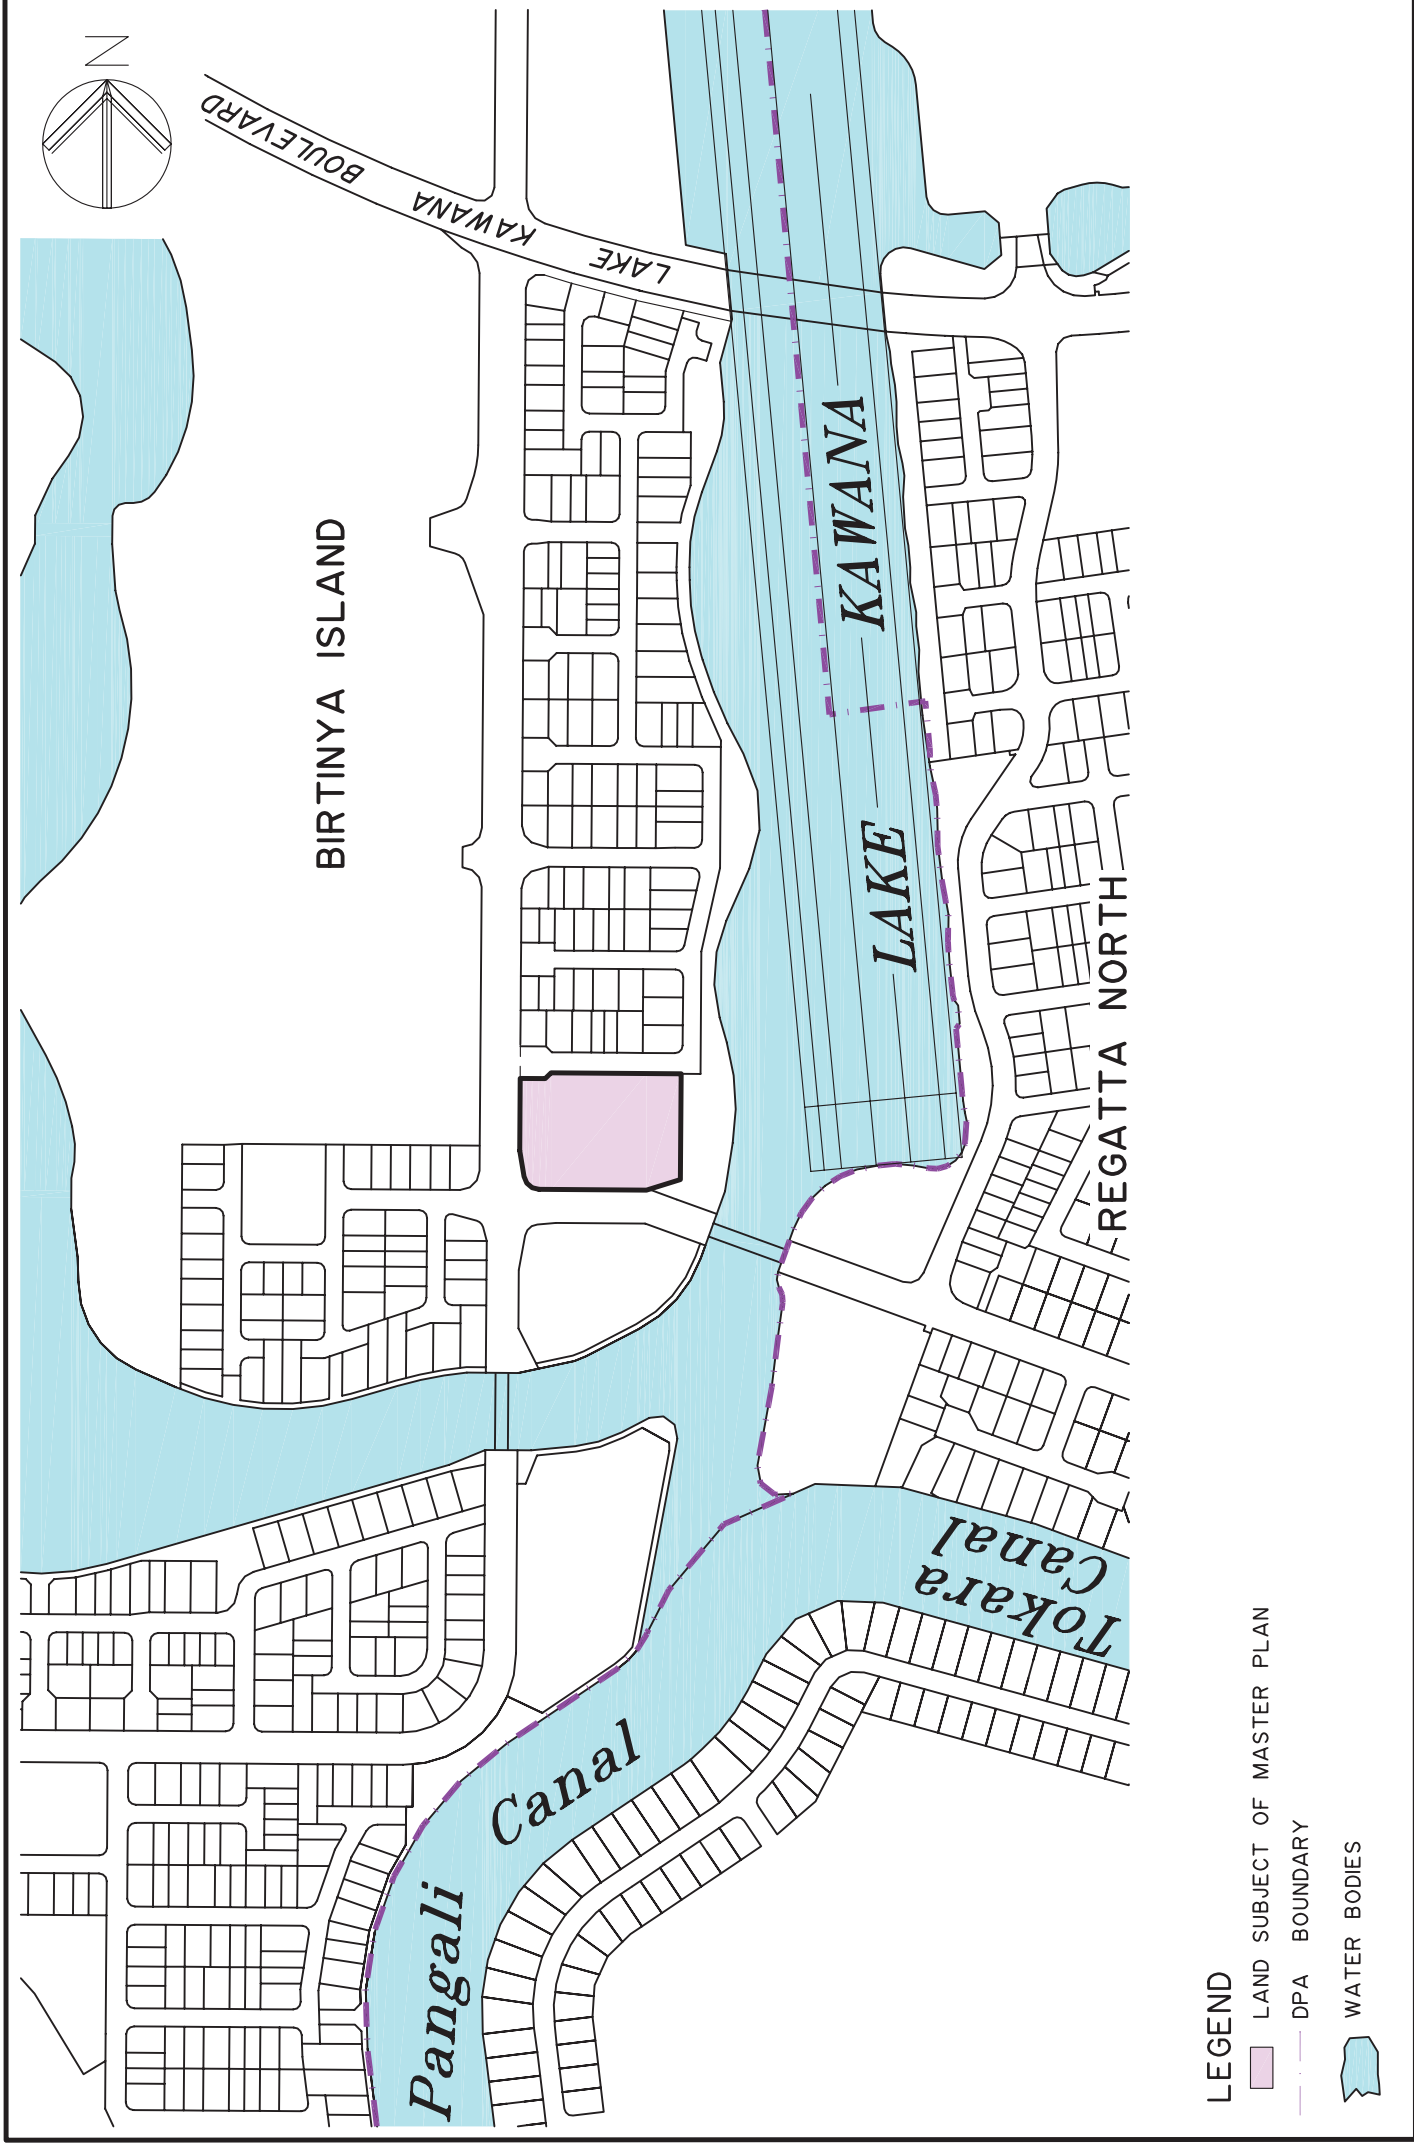 N
LAKE KAWANA BOULEVARD
BIRTINYA ISLAND
LAKE KAWANA
REGATTA NORTH
Pangali Canal
Tokara
Canal
LEGEND
LAND SUBJECT OF MASTER PLAN
DPA BOUNDARY
WATER BODIES